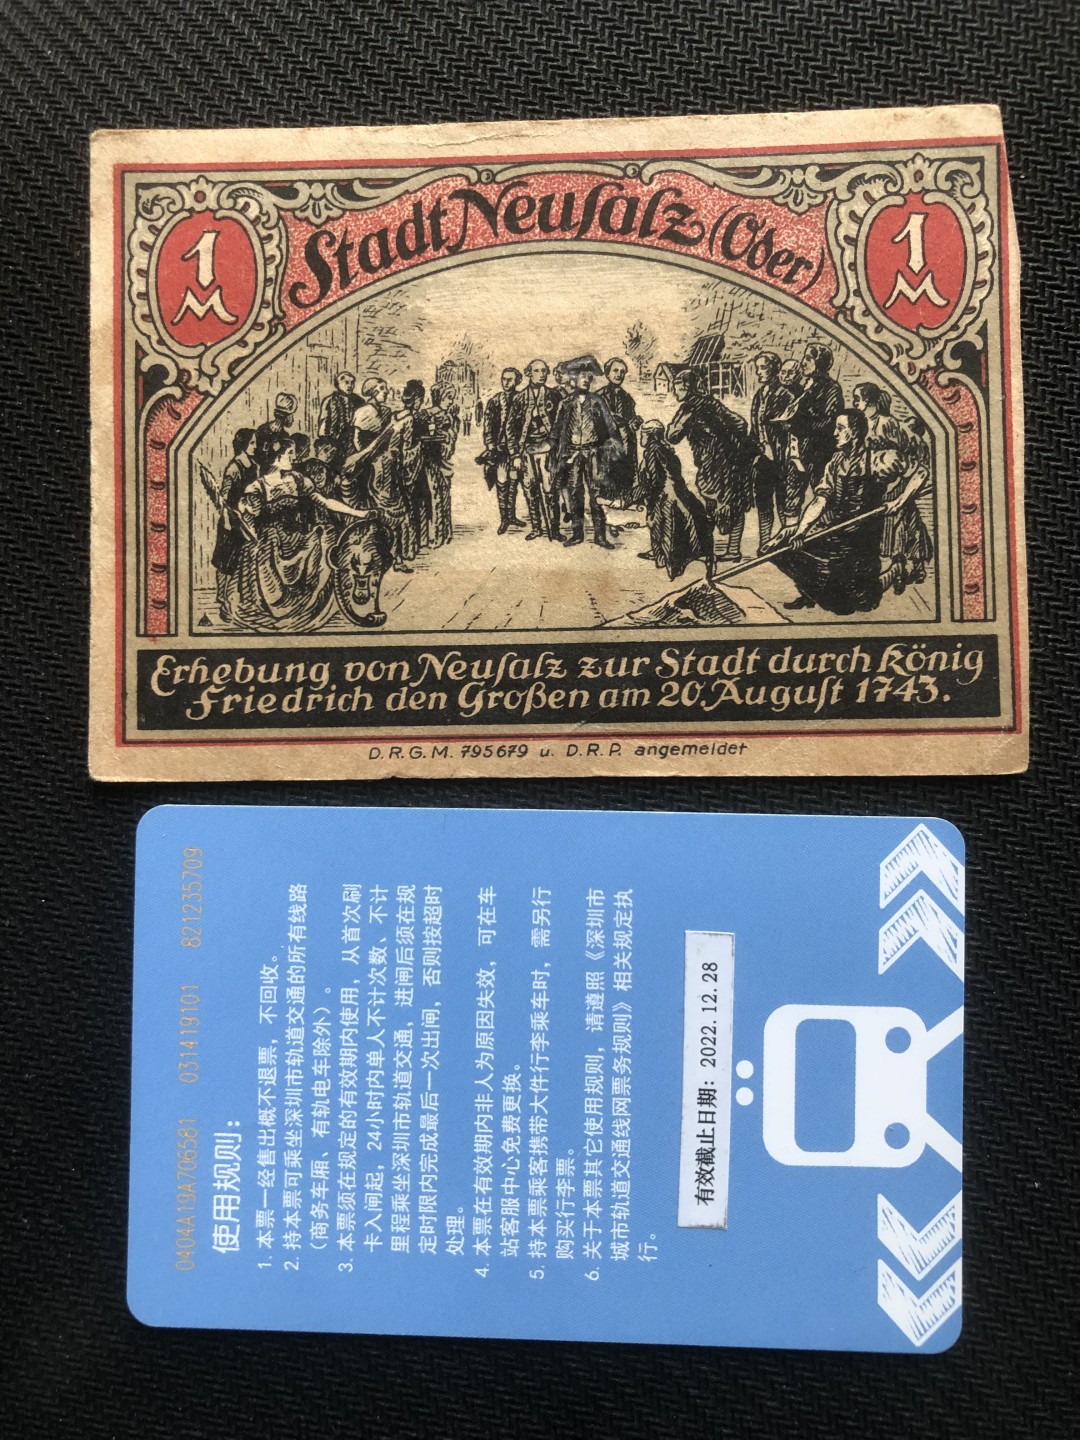 1
M
Stadt Neuſalz (Oder)
1
M
Erhebung von Neuſalz zur Stadt durch König
Friedrich den Großen am 20. Auguſt 1743.
D.R.G.M. 795679 u. D.R.P. angemeldet
0404A19A706581 031419101 821235709
使用规则:
1. 本票一经售出概不退票，不回收。
2. 持本票可乘坐深圳市轨道交通的所有线路
（商务车厢、有轨电车除外）。
3. 本票须在规定的有效期内使用，从首次刷
卡入闸起，24小时内单人不计次数、不计
里程乘坐深圳市轨道交通，进闸后须在规
定时限内完成最后一次出闸，否则按超时
处理。
4. 本票在有效期内非人为原因失效，可在车
站客服中心免费更换。
5. 持本票乘客携带大件行李乘车时，需另行
购买行李票。
6. 关于本票其它使用规则，请遵照《深圳市
城市轨道交通线网票务规则》相关规定执
行。
有效截止日期: 2022.12.28